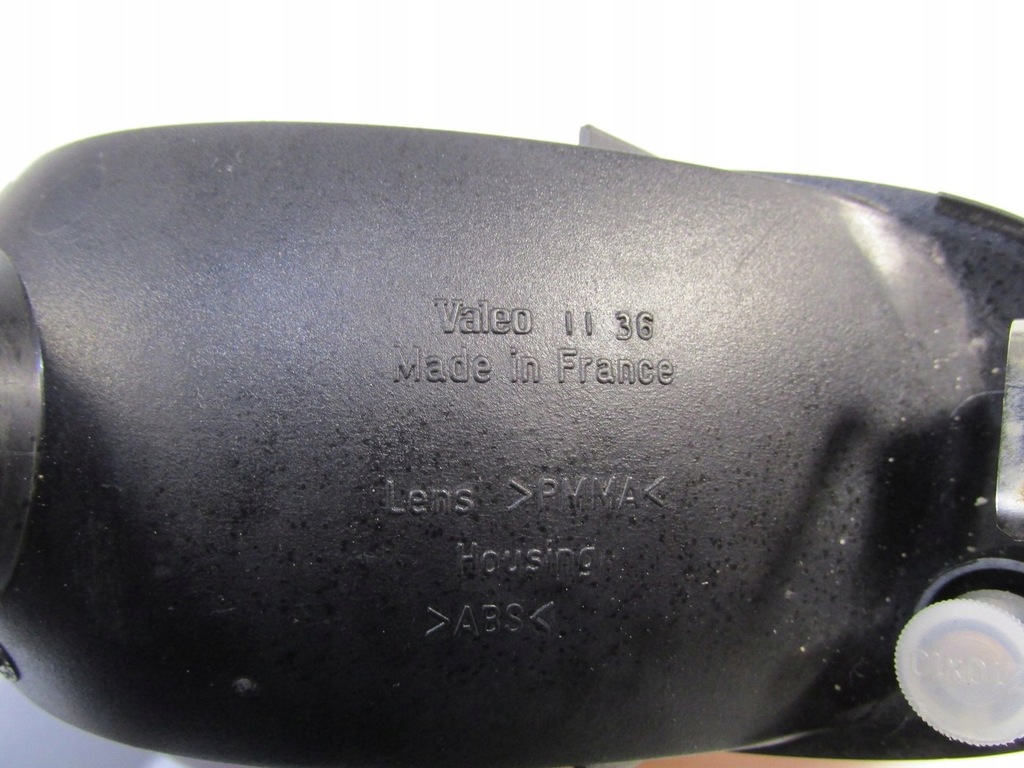 Valeo 11 36
Made in France
Lens >PMMA<
Housing
>ABS<